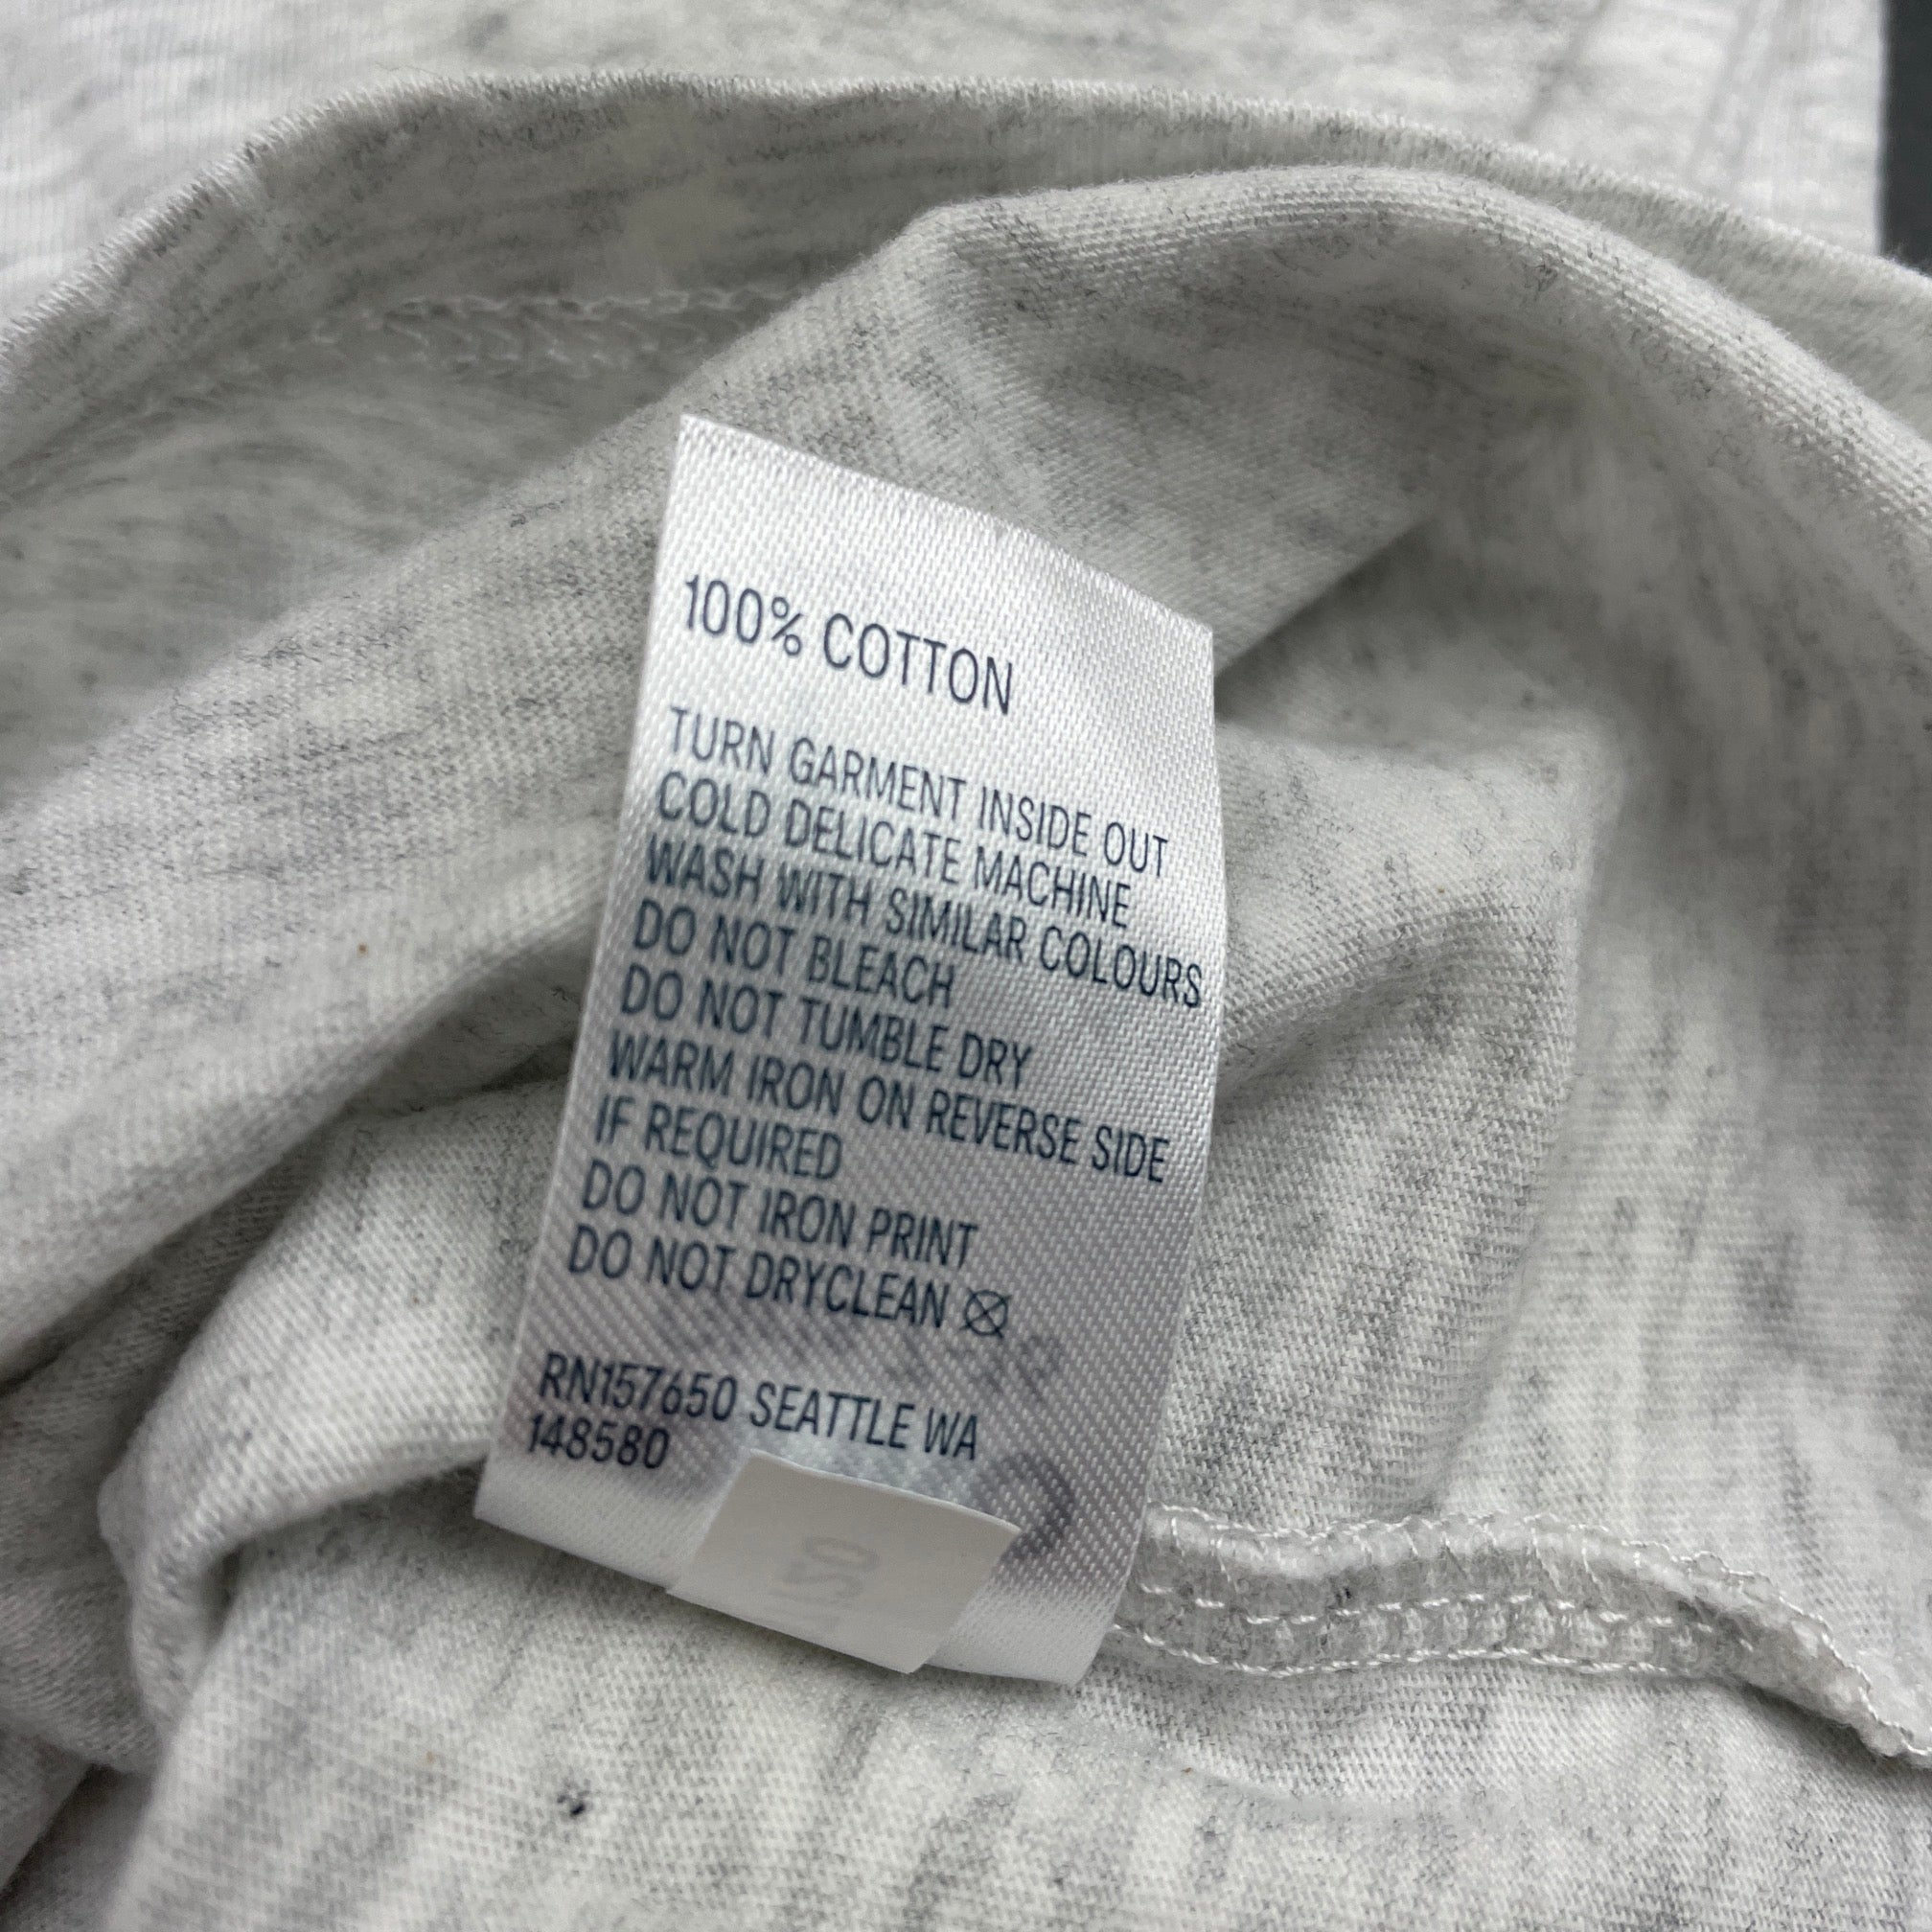 100% COTTON
TURN GARMENT INSIDE OUT
COLD DELICATE MACHINE
WASH WITH SIMILAR COLOURS
DO NOT BLEACH
DO NOT TUMBLE DRY
WARM IRON ON REVERSE SIDE
IF REQUIRED
DO NOT IRON PRINT
DO NOT DRYCLEAN
RN157650 SEATTLE WA
148580